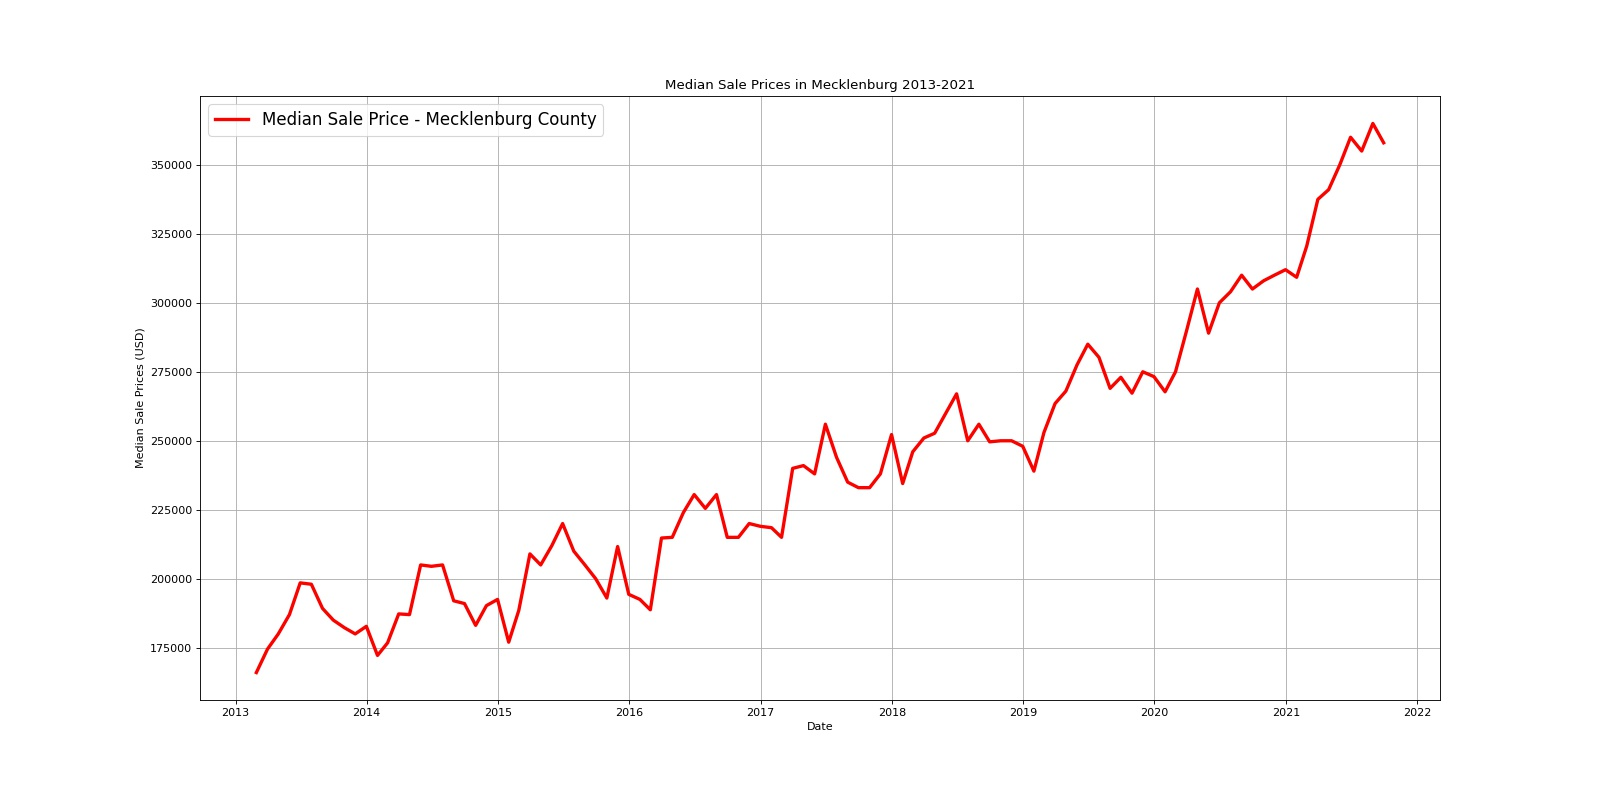 Median Sale Prices in Mecklenburg 2013-2021
Median Sale Price - Mecklenburg County
350000
325000
300000
275000
250000
225000
200000
175000
Median Sale Prices (USD)
2013 2014 2015 2016 2017 2018 2019 2020 2021 2022
Date